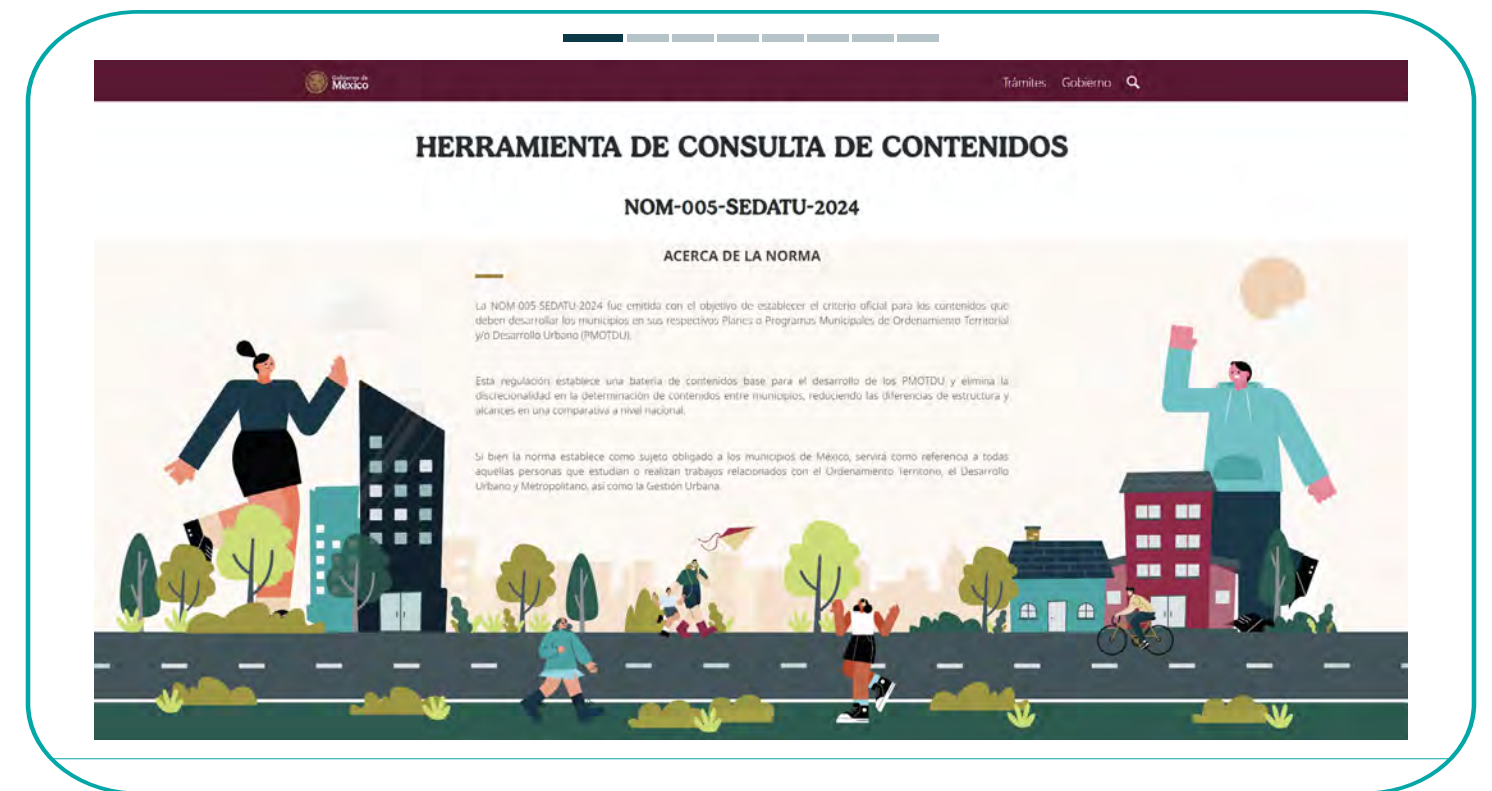 Gobierno de
México
Trámites Gobierno
HERRAMIENTA DE CONSULTA DE CONTENIDOS
NOM-005-SEDATU-2024
ACERCA DE LA NORMA
La NOM-005-SEDATU-2024 fue emitida con el objetivo de establecer el criterio oficial para los contenidos que
deben desarrollar los municipios en sus respectivos Planes o Programas Municipales de Ordenamiento Territorial
y/o Desarrollo Urbano (PMOTDU).
Esta regulación establece una batería de contenidos base para el desarrollo de los PMOTDU y elimina la
discrecionalidad en la determinación de contenidos entre municipios, reduciendo las diferencias de estructura y
alcances en una comparativa a nivel nacional.
Si bien la norma establece como sujeto obligado a los municipios de México, servirá como referencia a todas
aquellas personas que estudian o realizan trabajos relacionados con el Ordenamiento Territorio, el Desarrollo
Urbano y Metropolitano, así como la Gestión Urbana.